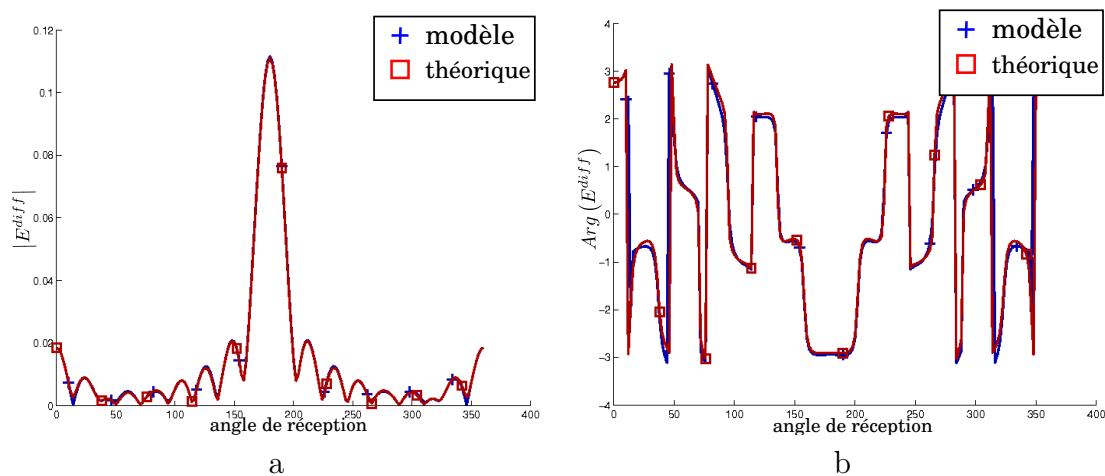 0.12
0.1
0.08
0.06
0.04
0.02
0
0 50 100 150 200 250 300 350 400
|E^{diff}|
angle de réception
modèle
théorique
a
4
3
2
1
0
−1
−2
−3
−4
0 50 100 150 200 250 300 350 400
Arg (E^{diff})
angle de réception
modèle
théorique
b